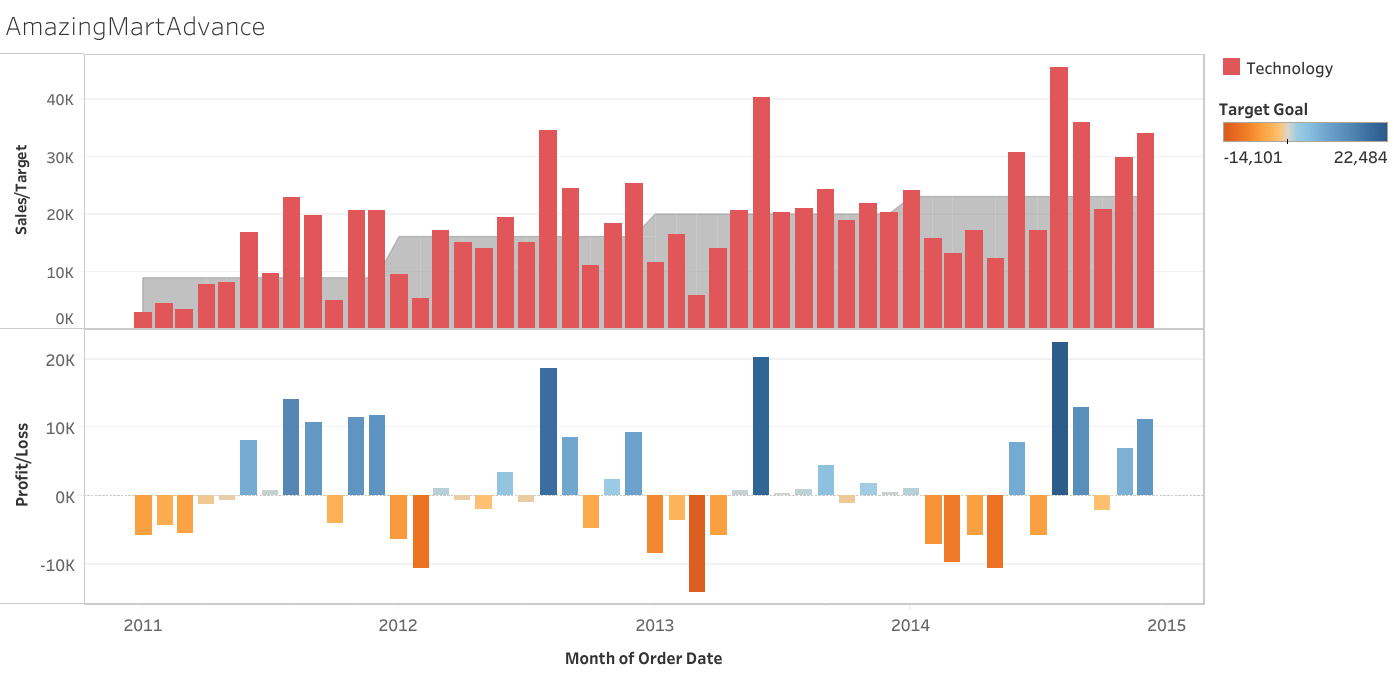 AmazingMartAdvance
Technology
Target Goal
-14,101 22,484
Sales/Target
40K
30K
20K
10K
0K
Profit/Loss
20K
10K
0K
-10K
2011 2012 2013 2014 2015
Month of Order Date